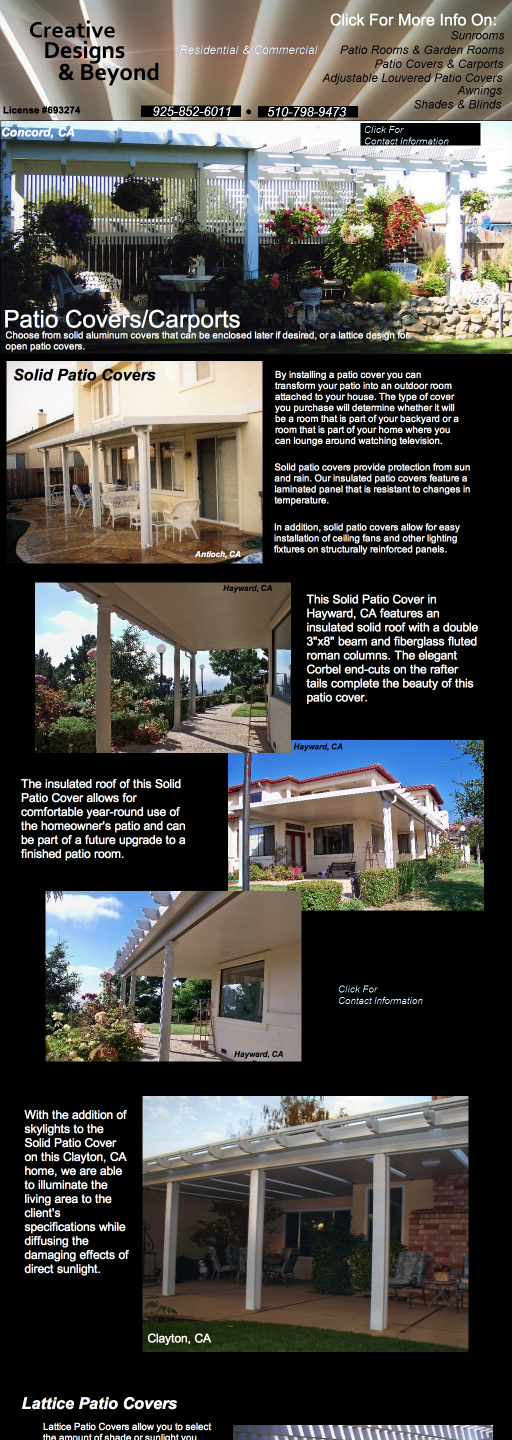 Creative
Designs
& Beyond
License #693274
Residential & Commercial
925-852-6011 • 510-798-9473
Click For More Info On:
Sunrooms
Patio Rooms & Garden Rooms
Patio Covers & Carports
Adjustable Louvered Patio Covers
Awnings
Shades & Blinds
Concord, CA
Click For
Contact Information
Patio Covers/Carports
Choose from solid aluminum covers that can be enclosed later if desired, or a lattice design for
open patio covers.
Solid Patio Covers
Antioch, CA
By installing a patio cover you can
transform your patio into an outdoor room
attached to your house. The type of cover
you purchase will determine whether it will
be a room that is part of your backyard or a
room that is part of your home where you
can lounge around watching television.
Solid patio covers provide protection from sun
and rain. Our insulated patio covers feature a
laminated panel that is resistant to changes in
temperature.
In addition, solid patio covers allow for easy
installation of ceiling fans and other lighting
fixtures on structurally reinforced panels.
Hayward, CA
This Solid Patio Cover in
Hayward, CA features an
insulated solid roof with a double
3"x8" beam and fiberglass fluted
roman columns. The elegant
Corbel end-cuts on the rafter
tails complete the beauty of this
patio cover.
Hayward, CA
The insulated roof of this Solid
Patio Cover allows for
comfortable year-round use of
the homeowner's patio and can
be part of a future upgrade to a
finished patio room.
Hayward, CA
Click For
Contact Information
With the addition of
skylights to the
Solid Patio Cover
on this Clayton, CA
home, we are able
to illuminate the
living area to the
client's
specifications while
diffusing the
damaging effects of
direct sunlight.
Clayton, CA
Lattice Patio Covers
Lattice Patio Covers allow you to select
the amount of shade or sunlight you